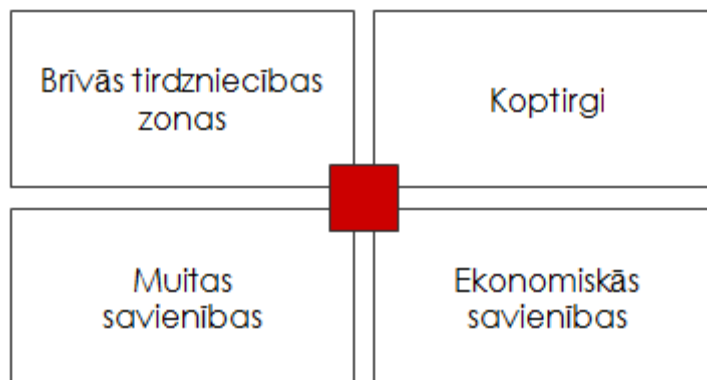 Brīvās tirdzniecības
zonas
Koptirgi
Muitas
savienības
Ekonomiskās
savienības